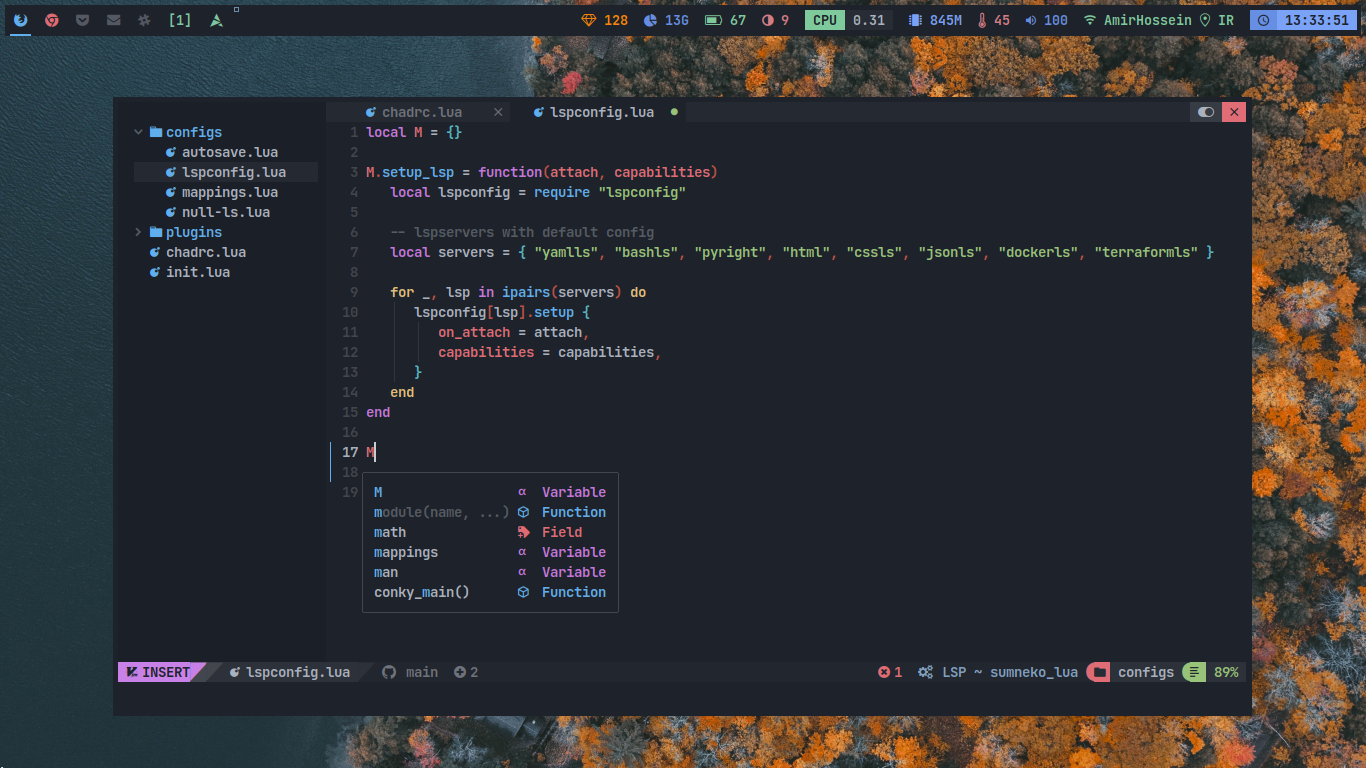 [1] 128 13G 67 9 CPU 0.31 845M 45 100 AmirHossein IR 13:33:51
chadrc.lua lspconfig.lua
configs
autosave.lua
lspconfig.lua
mappings.lua
null-ls.lua
plugins
chadrc.lua
init.lua
1 local M = {}
2
3 M.setup_lsp = function(attach, capabilities)
4 local lspconfig = require "lspconfig"
5
6 -- lspservers with default config
7 local servers = { "yamlls", "bashls", "pyright", "html", "cssls", "jsonls", "dockerls", "terraformls" }
8
9 for _, lsp in ipairs(servers) do
10 lspconfig[lsp].setup {
11 on_attach = attach,
12 capabilities = capabilities,
13 }
14 end
15 end
16
17 M
18
19
M α Variable
module(name, ...) Function
math Field
mappings α Variable
man α Variable
conky_main() Function
INSERT lspconfig.lua main 2 1 LSP ~ sumneko_lua configs 89%